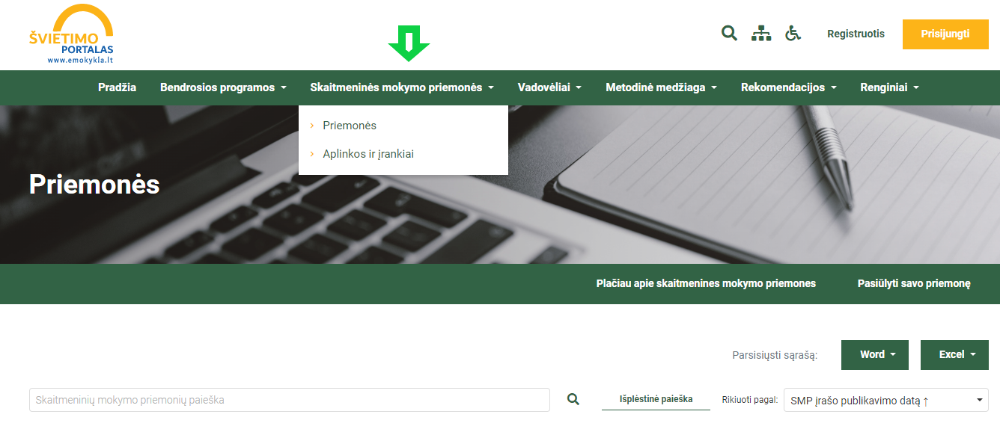 ŠVIETIMO
PORTALAS
www.emokykla.lt
Registruotis
Prisijungti
Pradžia
Bendrosios programos
Skaitmeninės mokymo priemonės
Vadovėliai
Metodinė medžiaga
Rekomendacijos
Renginiai
Priemonės
Aplinkos ir įrankiai
Priemonės
Plačiau apie skaitmenines mokymo priemones
Pasiūlyti savo priemonę
Parsisiųsti sąrašą:
Word
Excel
Skaitmeninių mokymo priemonių paieška
Išplėstinė paieška
Rikiuoti pagal:
SMP įrašo publikavimo datą ↑